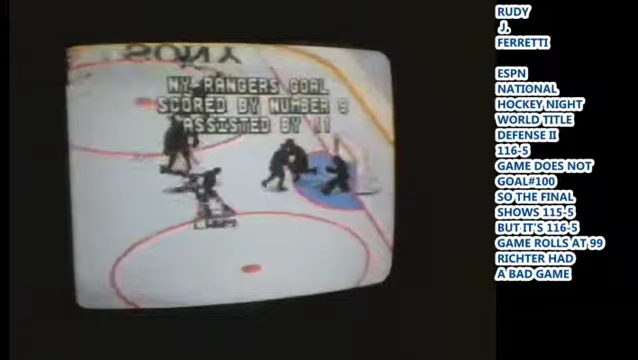 SONY
NY RANGERS GOAL
SCORED BY NUMBER 9
ASSISTED BY 11
RUDY
J.
FERRETTI
ESPN
NATIONAL
HOCKEY NIGHT
WORLD TITLE
DEFENSE II
116-5
GAME DOES NOT
GOAL#100
SO THE FINAL
SHOWS 115-5
BUT IT'S 116-5
GAME ROLLS AT 99
RICHTER HAD
A BAD GAME